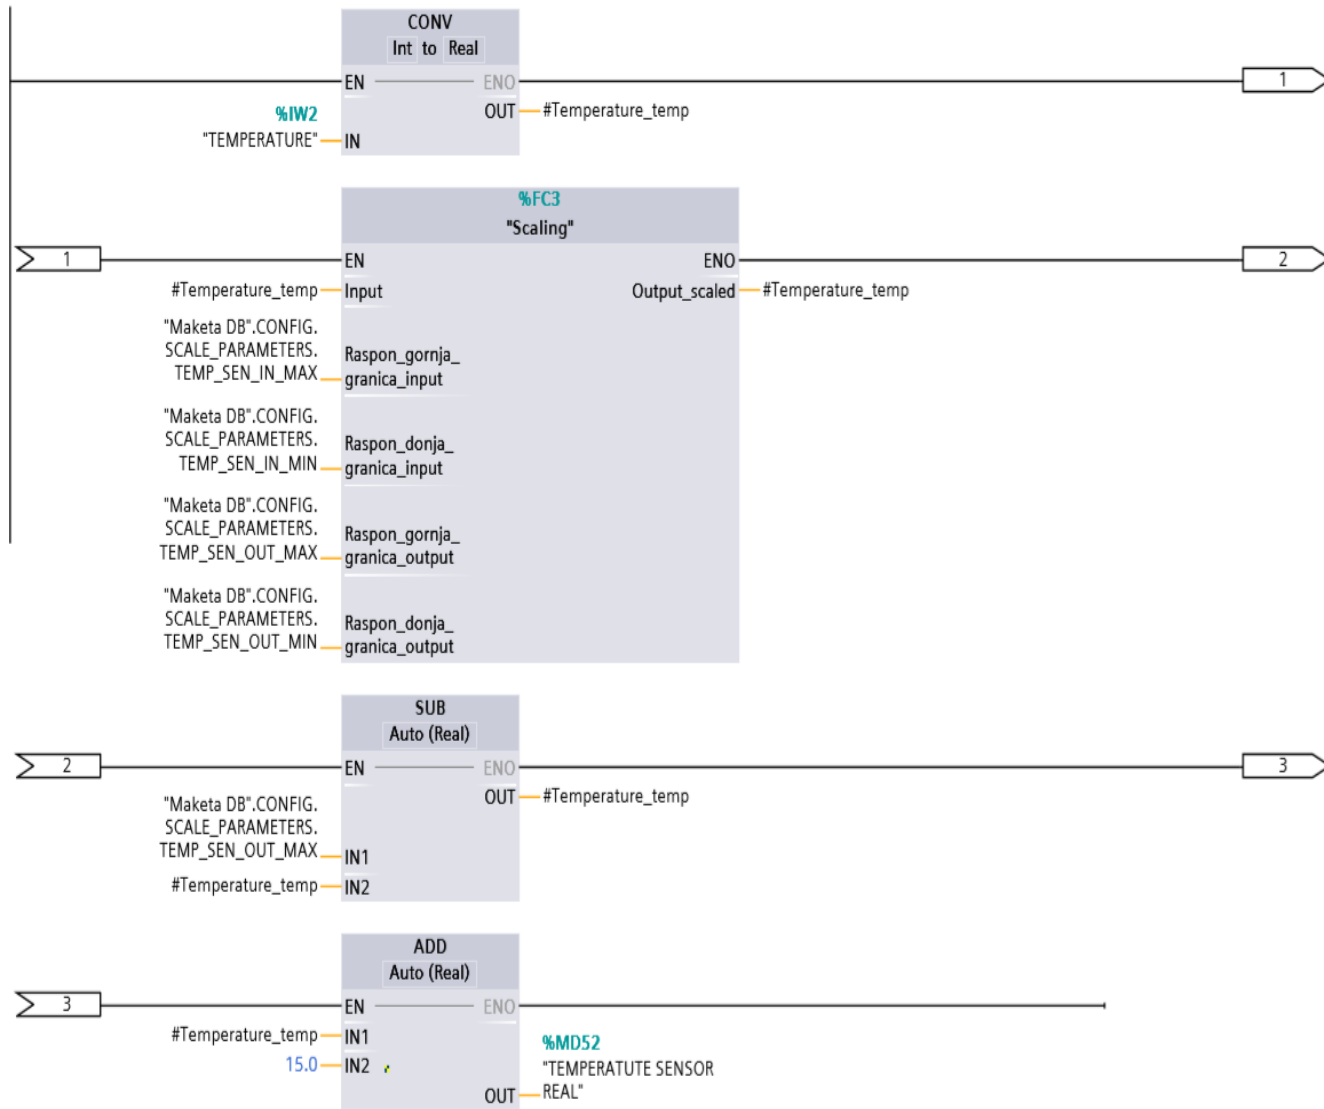 CONV
Int to Real
EN
ENO
1
%IW2
"TEMPERATURE"
IN
OUT
#Temperature_temp
%FC3
"Scaling"
1
EN
ENO
2
#Temperature_temp
Input
Output_scaled
#Temperature_temp
"Maketa DB".CONFIG.
SCALE_PARAMETERS.
TEMP_SEN_IN_MAX
Raspon_gornja_
granica_input
"Maketa DB".CONFIG.
SCALE_PARAMETERS.
TEMP_SEN_IN_MIN
Raspon_donja_
granica_input
"Maketa DB".CONFIG.
SCALE_PARAMETERS.
TEMP_SEN_OUT_MAX
Raspon_gornja_
granica_output
"Maketa DB".CONFIG.
SCALE_PARAMETERS.
TEMP_SEN_OUT_MIN
Raspon_donja_
granica_output
SUB
Auto (Real)
2
EN
ENO
3
OUT
#Temperature_temp
"Maketa DB".CONFIG.
SCALE_PARAMETERS.
TEMP_SEN_OUT_MAX
IN1
#Temperature_temp
IN2
ADD
Auto (Real)
3
EN
ENO
#Temperature_temp
IN1
15.0
IN2
%MD52
"TEMPERATUTE SENSOR
REAL"
OUT